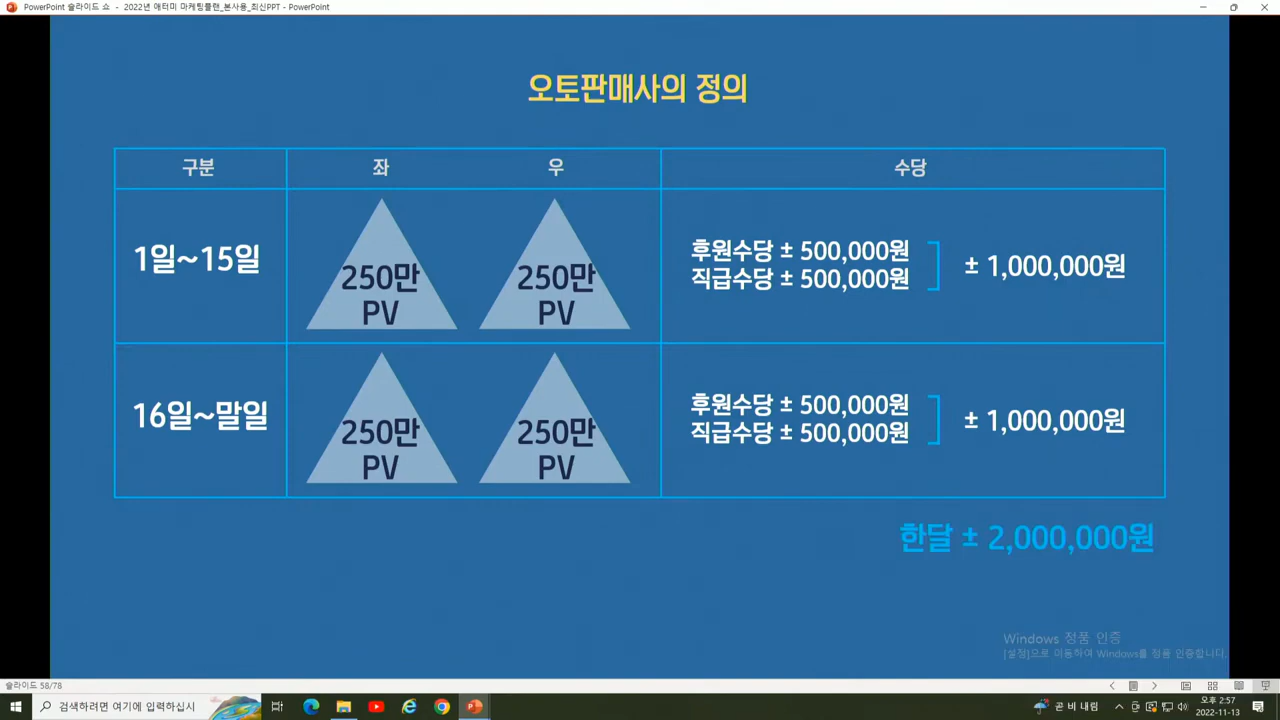 PowerPoint 슬라이드 쇼 - 2022년 애터미 마케팅플랜_본사용_최신PPT - PowerPoint
오토판매사의 정의
구분 좌 우 수당
1일~15일
250만
PV
250만
PV
후원수당 ± 500,000원
직급수당 ± 500,000원
± 1,000,000원
16일~말일
250만
PV
250만
PV
후원수당 ± 500,000원
직급수당 ± 500,000원
± 1,000,000원
한달 ± 2,000,000원
Windows 정품 인증
[설정]으로 이동하여 Windows를 정품 인증합니다.
슬라이드 58/78
검색하려면 여기에 입력하십시
곧 비 내림
오후 2:57
2022-11-13